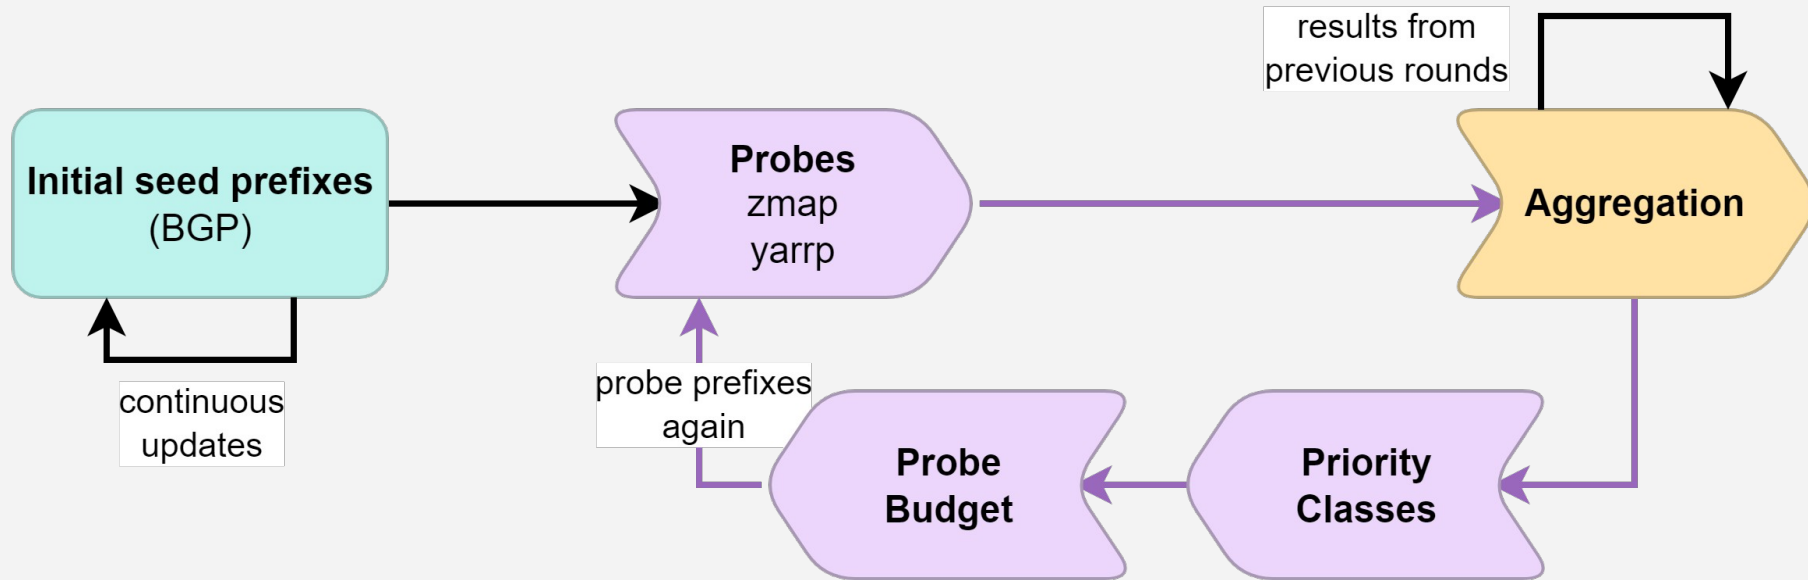 results from
previous rounds
Initial seed prefixes
(BGP)
Probes
zmap
yarrp
Aggregation
continuous
updates
probe prefixes
again
Probe
Budget
Priority
Classes